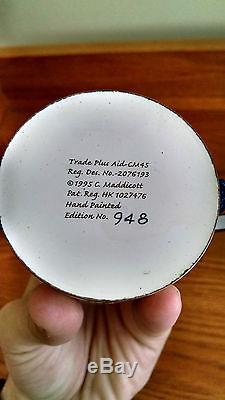 Trade Plus Aid-CM45
Reg. Des. No.-2076193
©1995 C. Maddicott
Pat. Reg. HK 1027476
Hand Painted
Edition No. 948